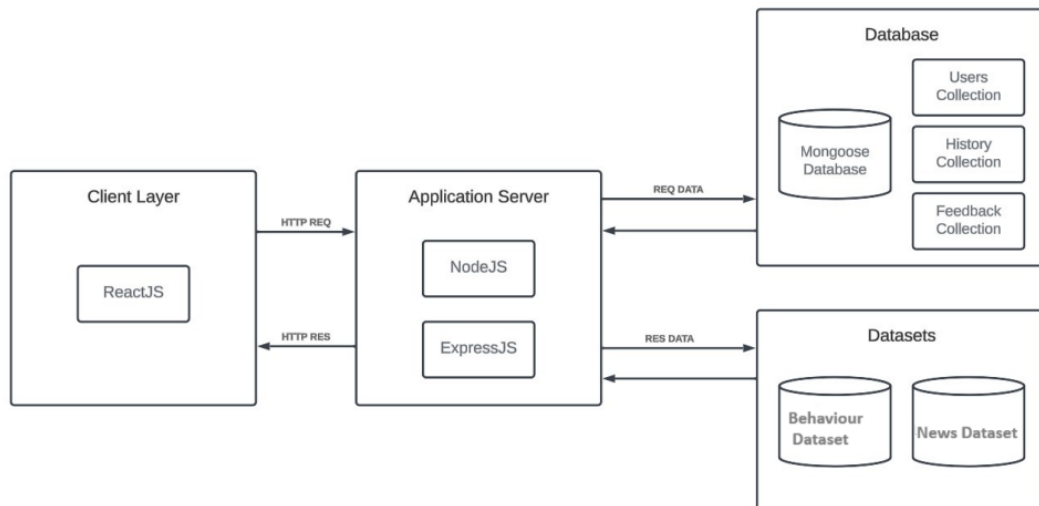 Client Layer
ReactJS
HTTP REQ
HTTP RES
Application Server
NodeJS
ExpressJS
REQ DATA
RES DATA
Database
Mongoose
Database
Users
Collection
History
Collection
Feedback
Collection
Datasets
Behaviour
Dataset
News Dataset